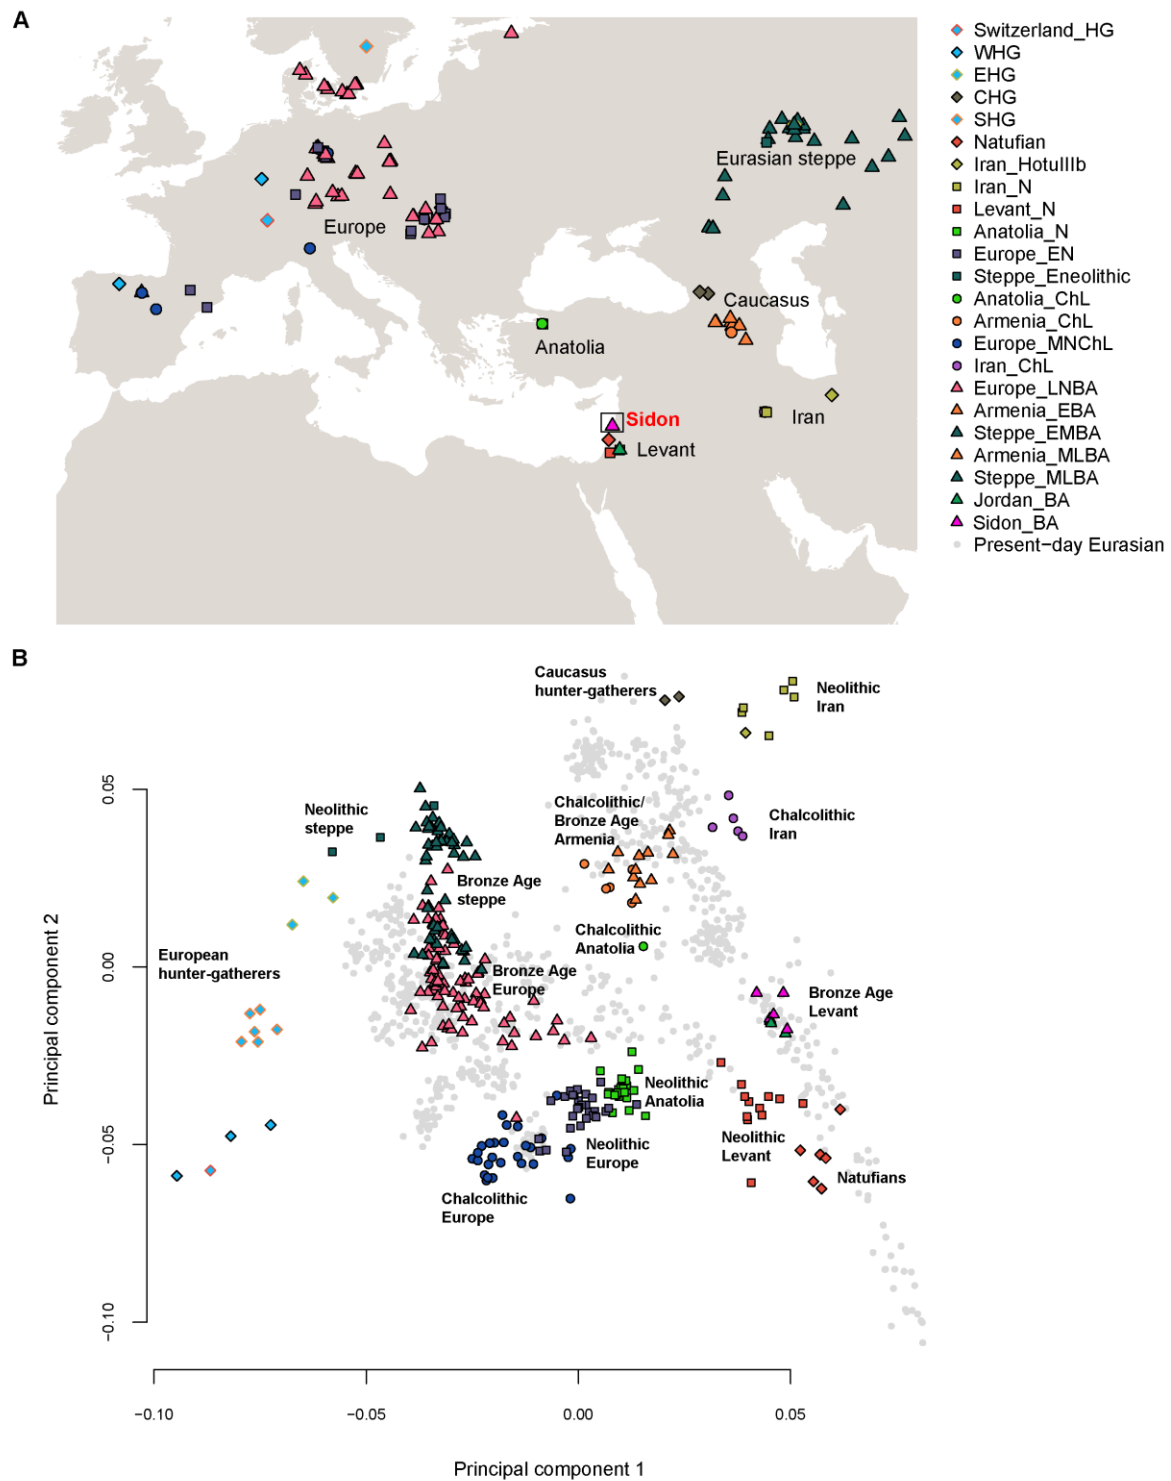 A
Switzerland_HG
WHG
EHG
CHG
SHG
Natufian
Iran_HotuIIIb
Iran_N
Levant_N
Anatolia_N
Europe_EN
Steppe_Eneolithic
Anatolia_ChL
Armenia_ChL
Europe_MNChL
Iran_ChL
Europe_LNBA
Armenia_EBA
Steppe_EMBA
Armenia_MLBA
Steppe_MLBA
Jordan_BA
Sidon_BA
Present−day Eurasian
Eurasian steppe
Europe
Caucasus
Anatolia
Iran
Sidon
Levant
B
Caucasus
hunter-gatherers
Neolithic
Iran
Neolithic
steppe
Chalcolithic/
Bronze Age
Armenia
Chalcolithic
Iran
Bronze Age
steppe
Chalcolithic
Anatolia
European
hunter-gatherers
Bronze Age
Europe
Bronze Age
Levant
Neolithic
Anatolia
Neolithic
Europe
Neolithic
Levant
Natufians
Chalcolithic
Europe
Principal component 2
0.05
0.00
−0.05
−0.10
−0.10
−0.05
0.00
0.05
Principal component 1